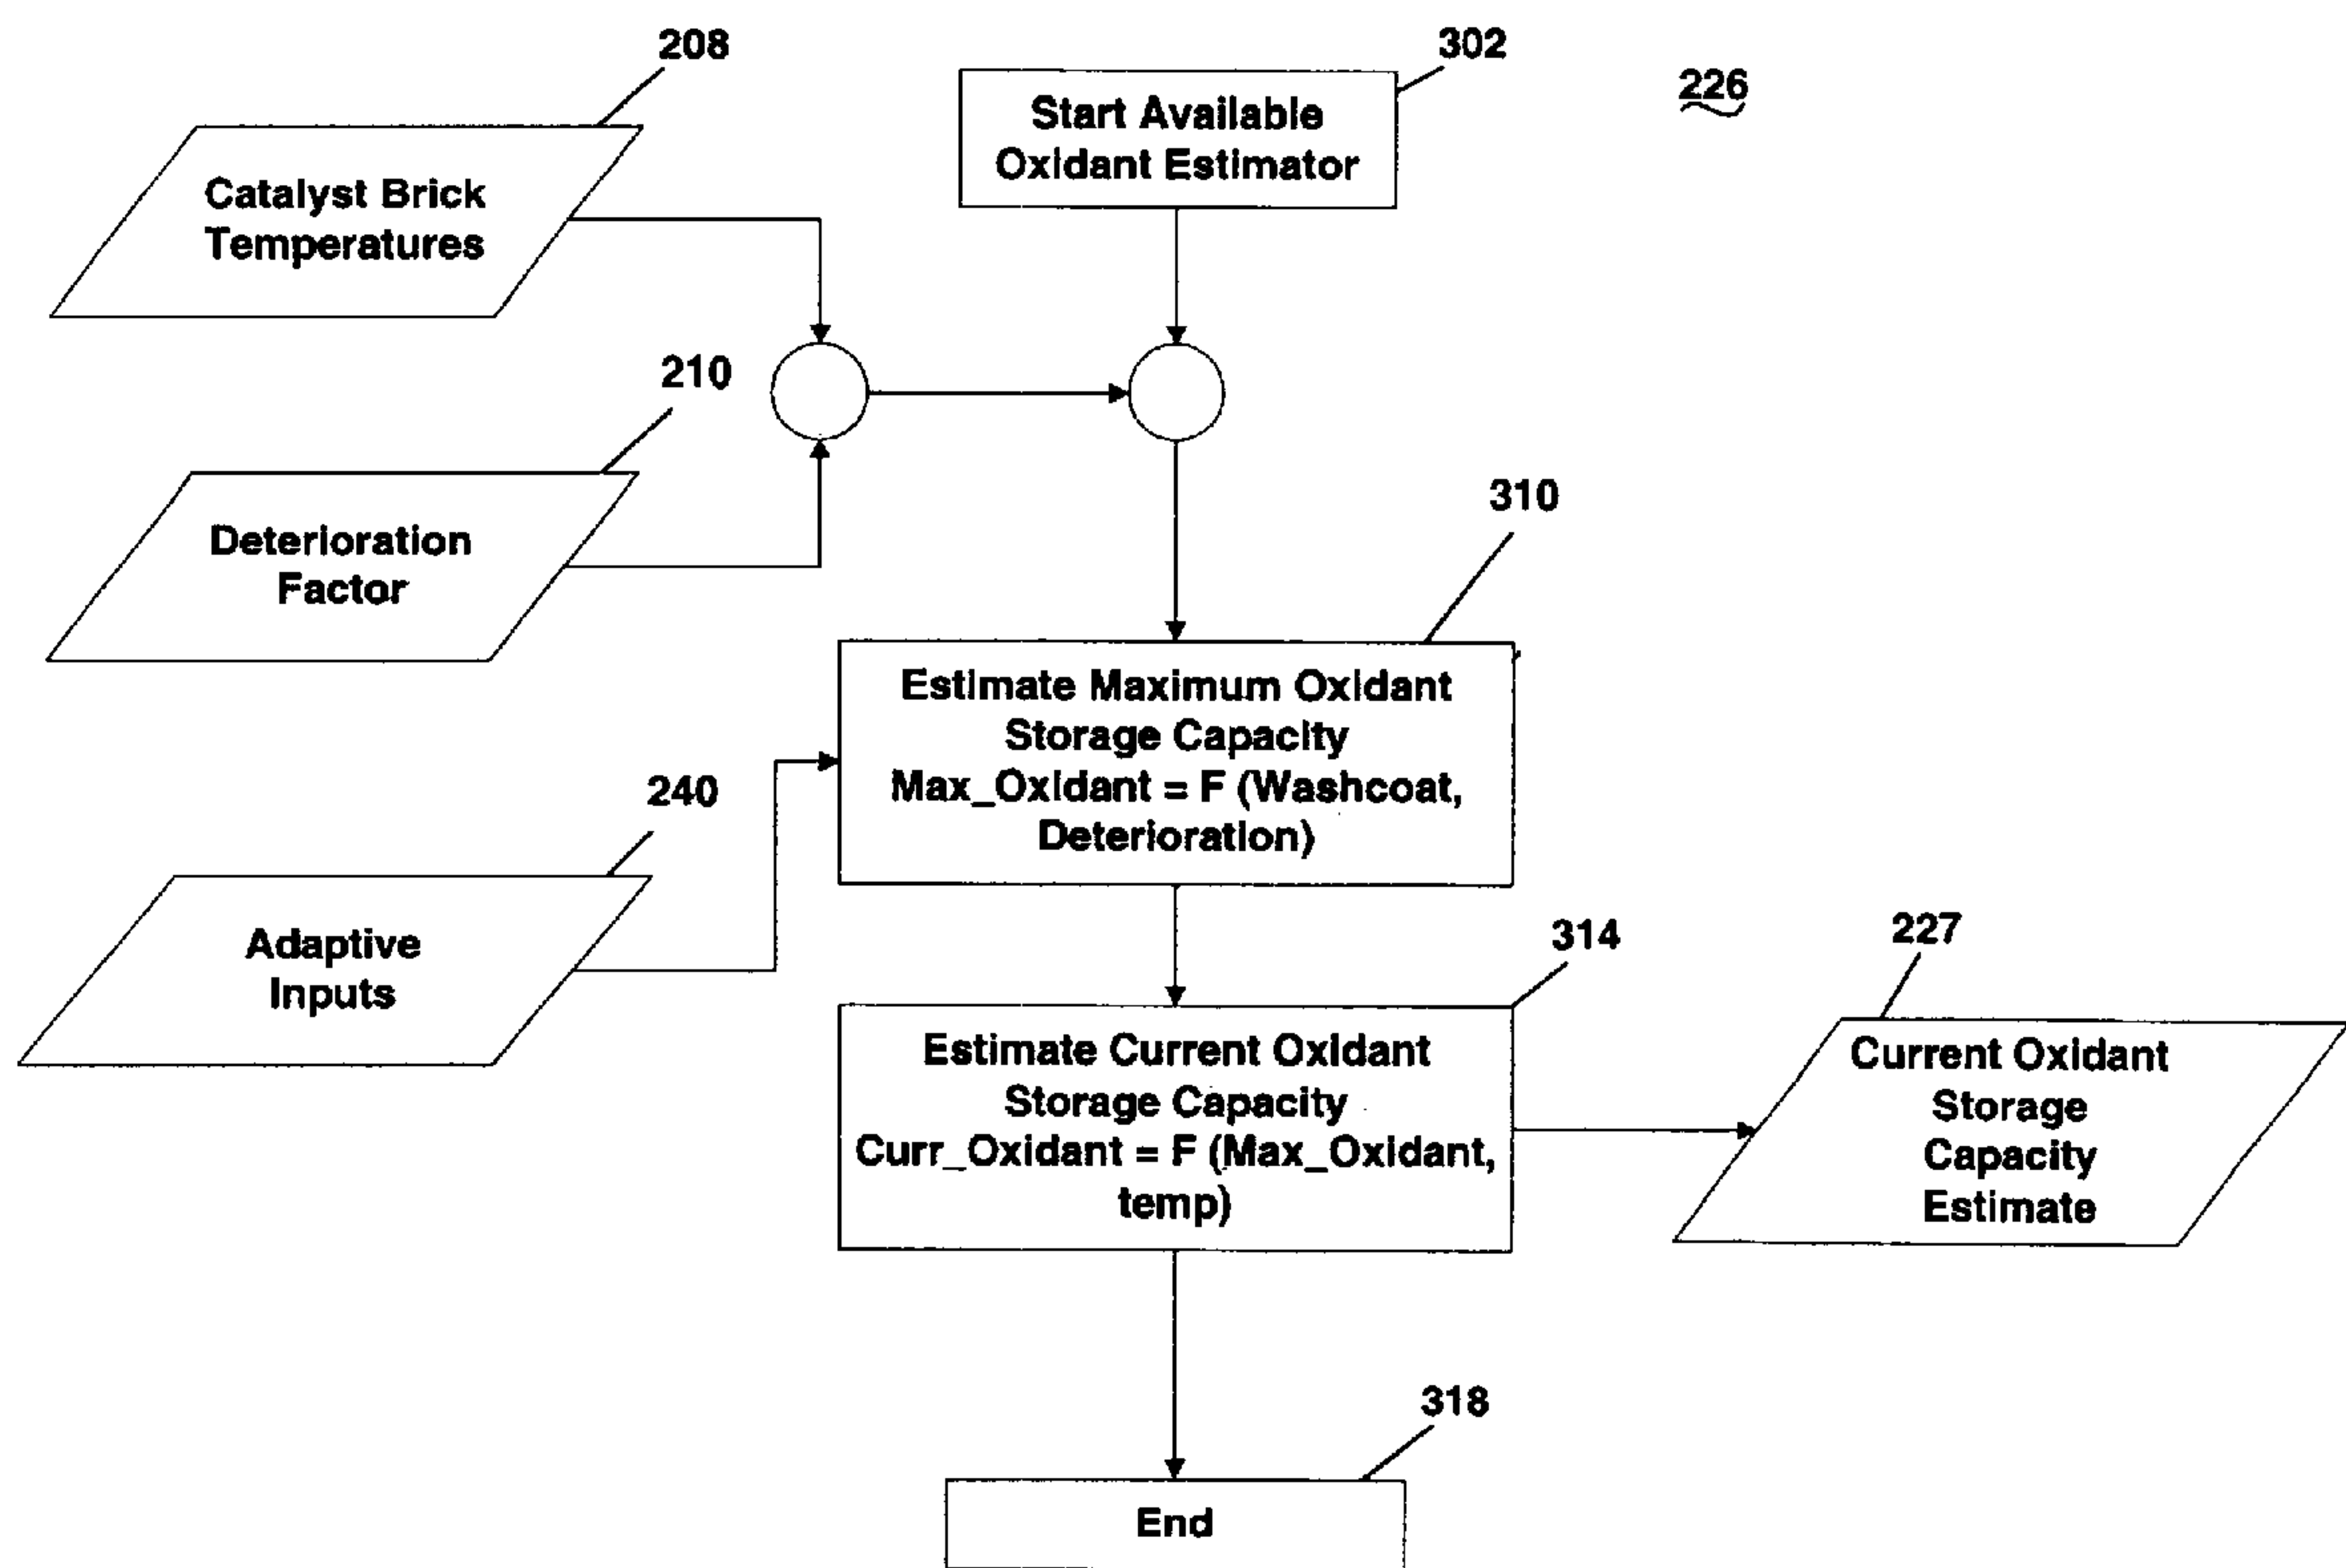 208
302
226
Start Available
Oxidant Estimator
Catalyst Brick
Temperatures
210
Deterioration
Factor
310
Estimate Maximum Oxidant
Storage Capacity
Max_Oxidant = F (Washcoat,
Deterioration)
240
Adaptive
Inputs
314
Estimate Current Oxidant
Storage Capacity
Curr_Oxidant = F (Max_Oxidant,
temp)
227
Current Oxidant
Storage
Capacity
Estimate
318
End